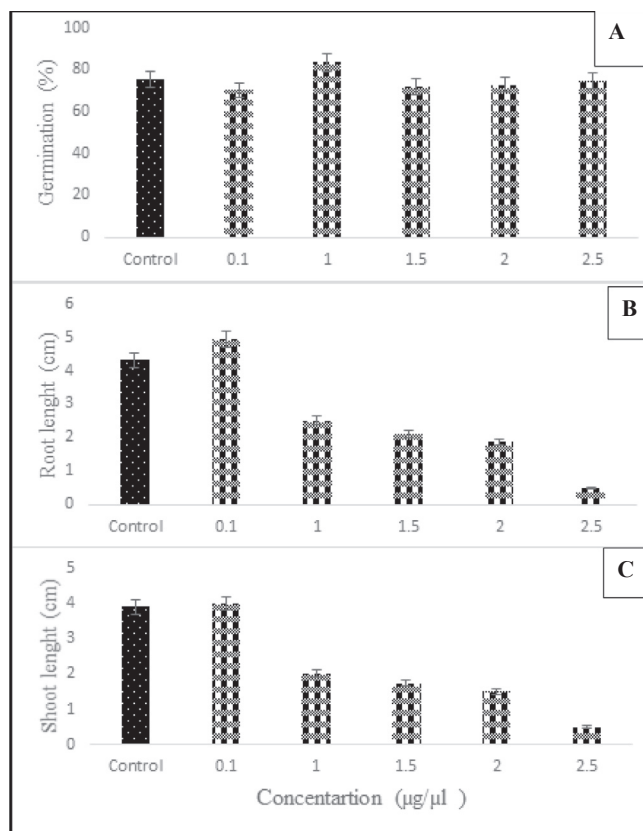 A
Germination (%)
100
80
60
40
20
0
Control 0.1 1 1.5 2 2.5
B
Root lenght (cm)
6
5
4
3
2
1
0
Control 0.1 1 1.5 2 2.5
C
Shoot lenght (cm)
5
4
3
2
1
0
Control 0.1 1 1.5 2 2.5
Concentartion (µg/µl )